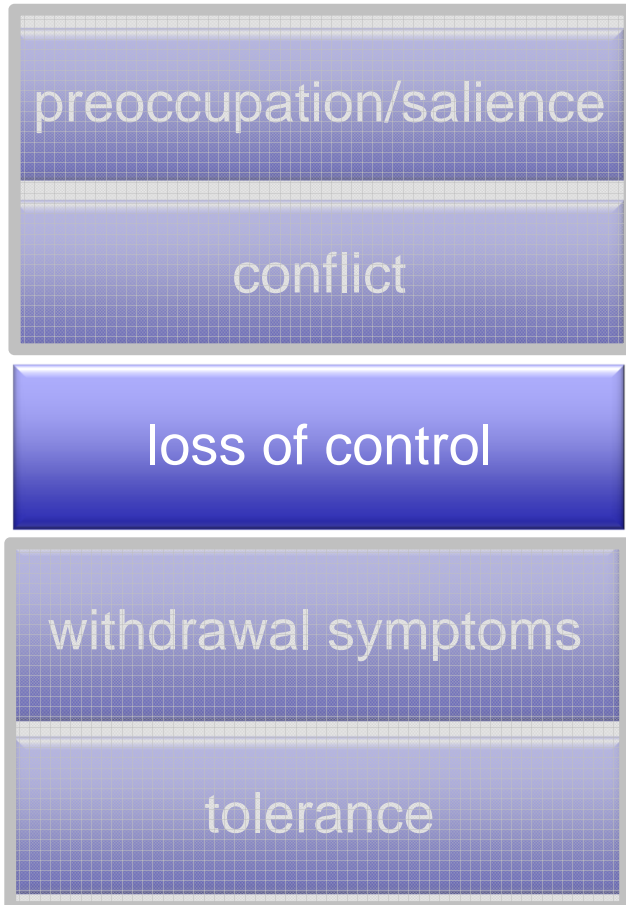 preoccupation/salience
conflict
loss of control
withdrawal symptoms
tolerance